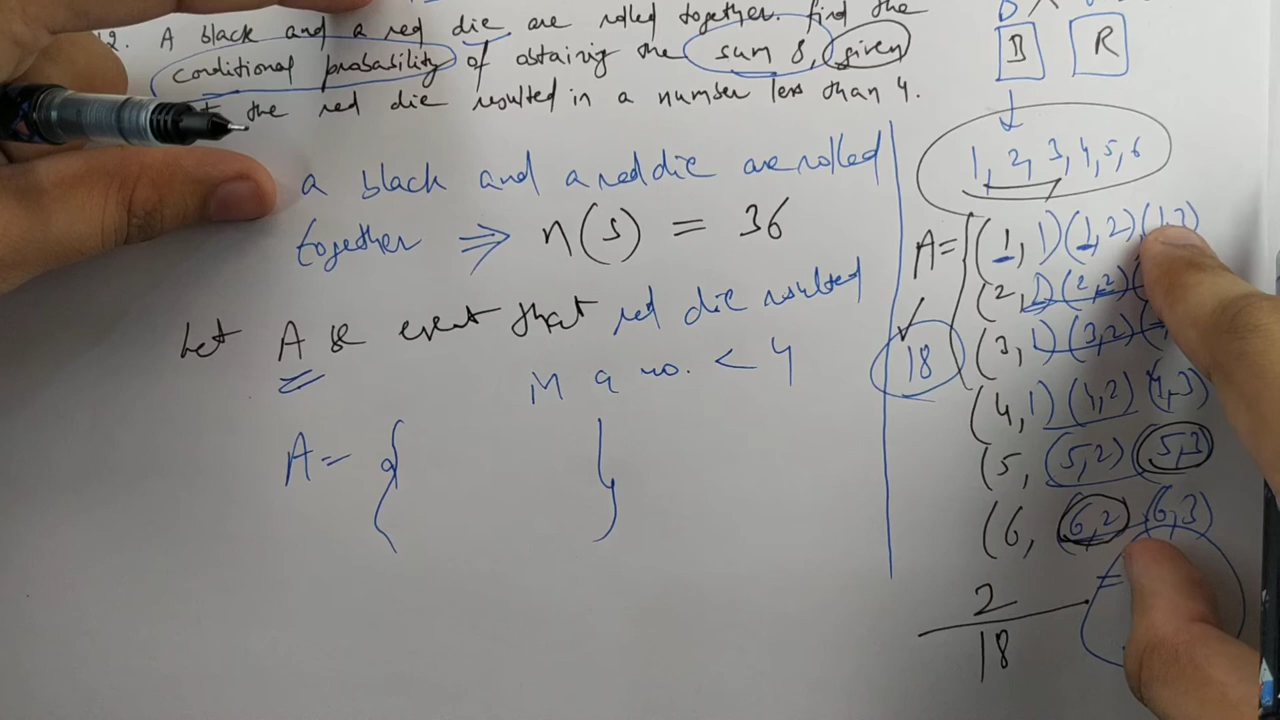 2. A black and a red die are rolled together. find the
conditional probability of obtaining the sum 8, given
the red die resulted in a number less than 4.
B R
1, 2, 3, 4, 5, 6
a black and a red die are rolled
together ⇒ n(s) = 36
Let A be event that red die resulted
in a no. < 4
A = { }
A = { (1, 1) (1, 2) (1, 3)
(2, 1) (2, 2)
(3, 1) (3, 2)
18
(4, 1) (4, 2) (4, 3)
(5, (5, 2) (5, 3)
(6, (6, 2) (6, 3)
2/18 =